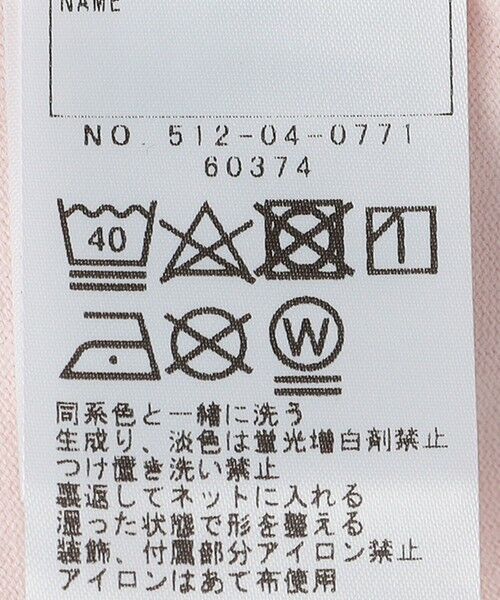 NAME
NO. 512-04-0771
60374
40
W
同系色と一緒に洗う
生成り、淡色は蛍光増白剤禁止
つけ置き洗い禁止
裏返してネットに入れる
湿った状態で形を整える
装飾、付属部分アイロン禁止
アイロンはあて布使用